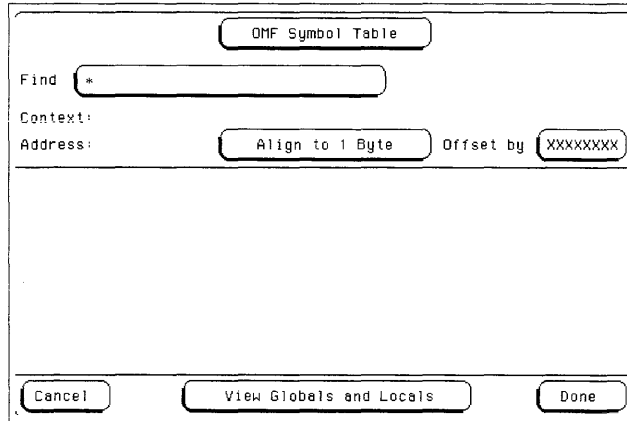 OMF Symbol Table
Find *
Context:
Address: Align to 1 Byte Offset by XXXXXXXX
Cancel View Globals and Locals Done